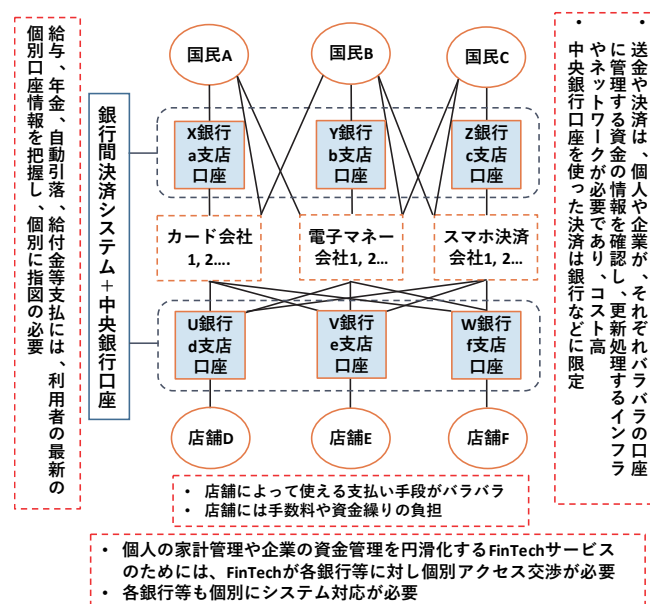 給与、年金、自動引落、給付金等支払には、利用者の最新の
個別口座情報を把握し、個別に指図の必要
銀行間決済システム＋中央銀行口座
国民A
国民B
国民C
X銀行
a支店
口座
Y銀行
b支店
口座
Z銀行
c支店
口座
カード会社
1, 2....
電子マネー
会社1, 2...
スマホ決済
会社1, 2...
U銀行
d支店
口座
V銀行
e支店
口座
W銀行
f支店
口座
店舗D
店舗E
店舗F
• 送金や決済は、個人や企業が、それぞれバラバラの口座
に管理する資金の情報を確認し、更新処理するインフラ
やネットワークが必要であり、コスト高
• 中央銀行口座を使った決済は銀行などに限定
• 店舗によって使える支払い手段がバラバラ
• 店舗には手数料や資金繰りの負担
• 個人の家計管理や企業の資金管理を円滑化するFinTechサービス
のためには、FinTechが各銀行等に対し個別アクセス交渉が必要
• 各銀行等も個別にシステム対応が必要